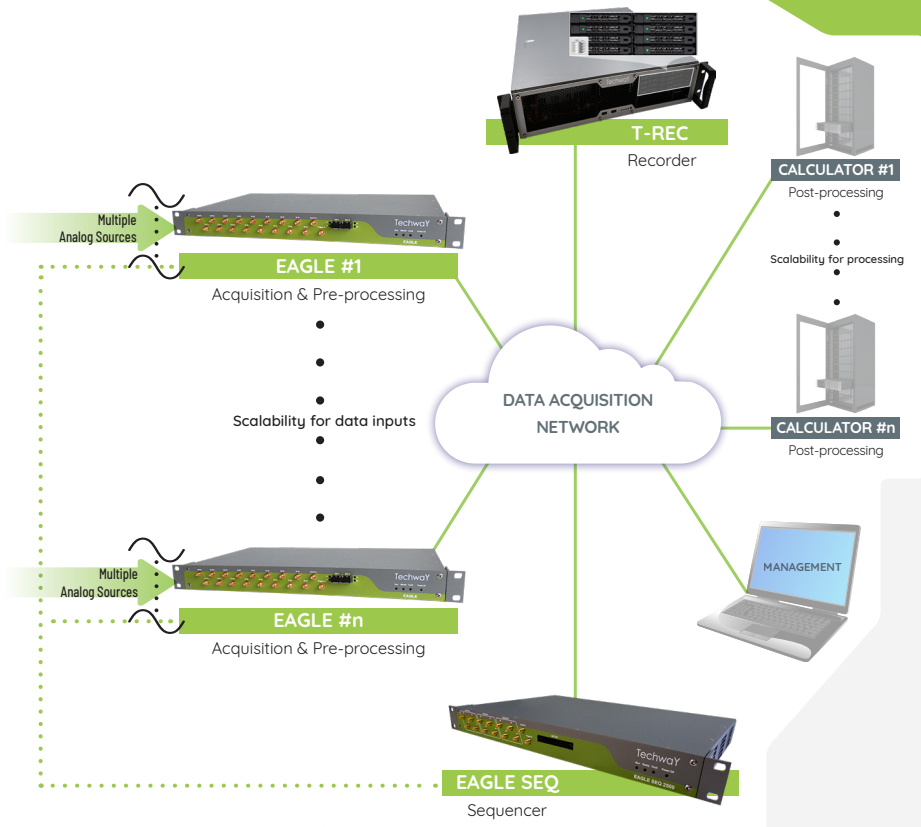 TechwaY
T-REC
Recorder
CALCULATOR #1
Post-processing
Scalability for processing
CALCULATOR #n
Post-processing
Multiple
Analog Sources
TechwaY
EAGLE
EAGLE #1
Acquisition & Pre-processing
Scalability for data inputs
DATA ACQUISITION
NETWORK
Multiple
Analog Sources
TechwaY
EAGLE
EAGLE #n
Acquisition & Pre-processing
MANAGEMENT
TechwaY
EAGLE SEQ 2500
EAGLE SEQ
Sequencer